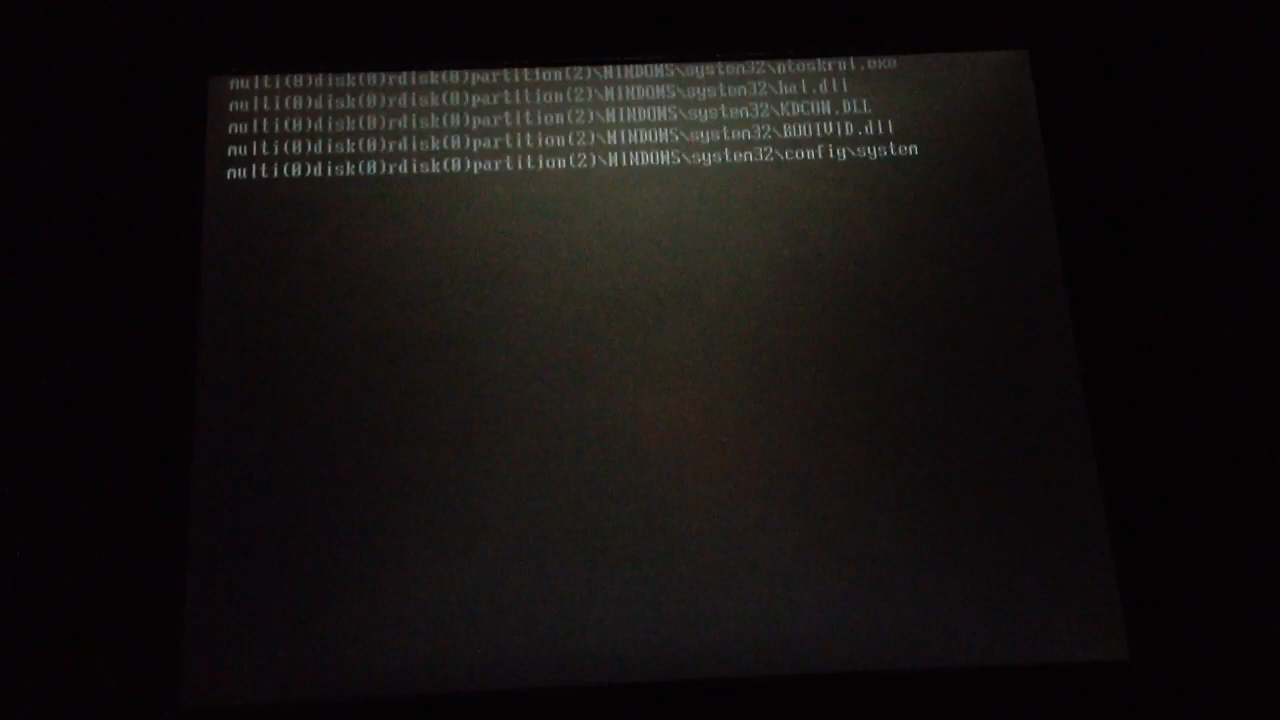 multi(0)disk(0)rdisk(0)partition(2)\WINDOWS\system32\ntoskrnl.exe
multi(0)disk(0)rdisk(0)partition(2)\WINDOWS\system32\hal.dll
multi(0)disk(0)rdisk(0)partition(2)\WINDOWS\system32\KDCOM.DLL
multi(0)disk(0)rdisk(0)partition(2)\WINDOWS\system32\BOOTVID.dll
multi(0)disk(0)rdisk(0)partition(2)\WINDOWS\system32\config\system